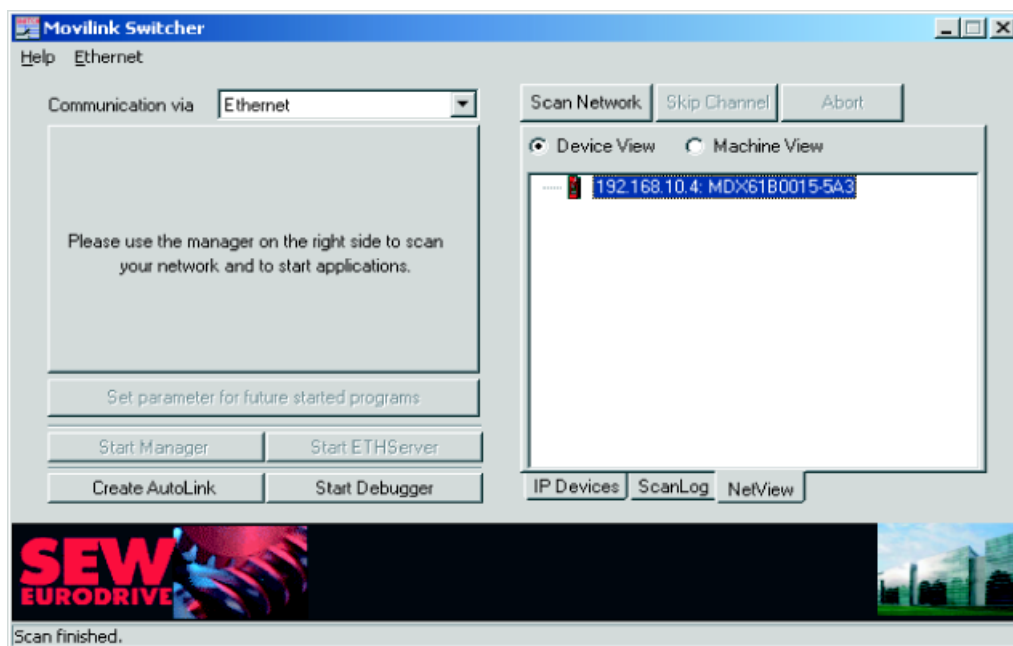 Movilink Switcher
Help Ethernet
Communication via Ethernet
Please use the manager on the right side to scan
your network and to start applications.
Set parameter for future started programs
Start Manager Start ETHServer
Create AutoLink Start Debugger
Scan Network Skip Channel Abort
Device View Machine View
192.168.10.4: MDX61B0015-5A3
IP Devices ScanLog NetView
SEW
EURODRIVE
Scan finished.